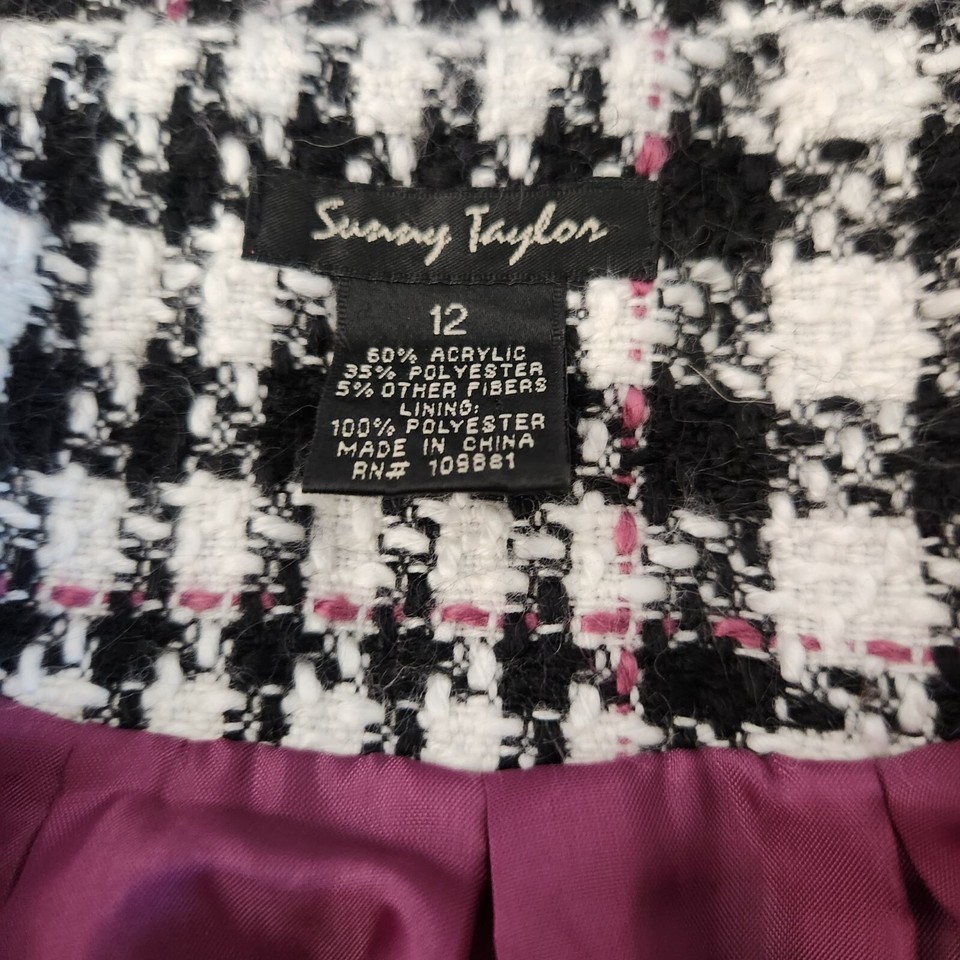 Sunny Taylor
12
60% ACRYLIC
35% POLYESTER
5% OTHER FIBERS
LINING:
100% POLYESTER
MADE IN CHINA
RN# 109881